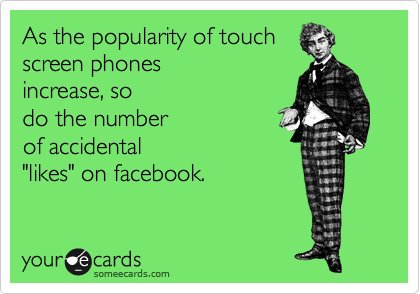 As the popularity of touch
screen phones
increase, so
do the number
of accidental
"likes" on facebook.
your e cards
someecards.com